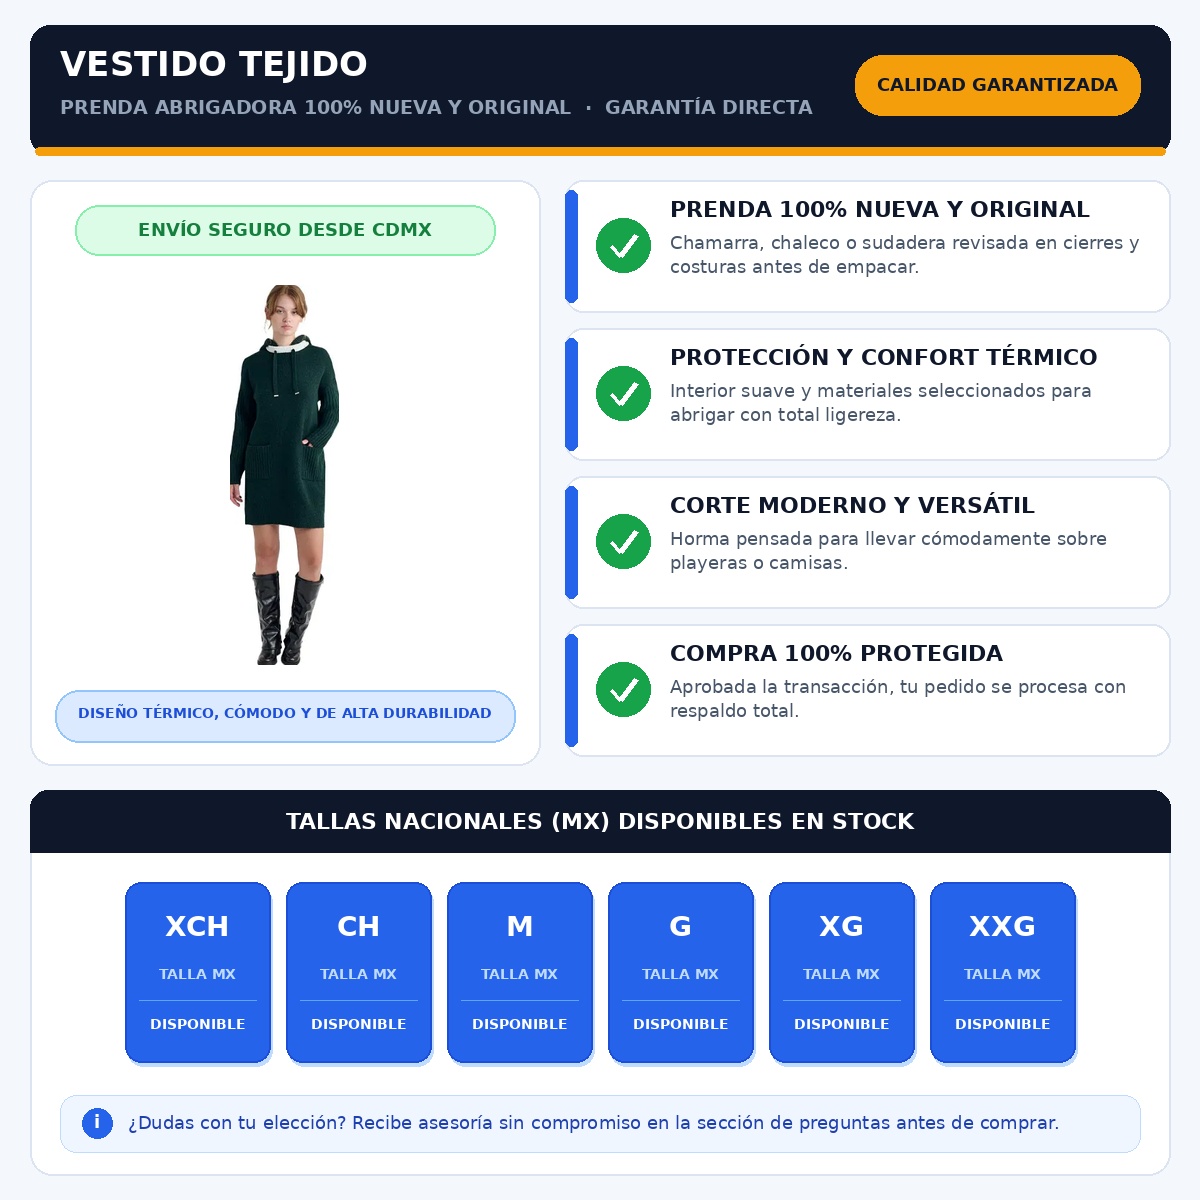 VESTIDO TEJIDO
PRENDA ABRIGADORA 100% NUEVA Y ORIGINAL · GARANTÍA DIRECTA
CALIDAD GARANTIZADA
ENVÍO SEGURO DESDE CDMX
DISEÑO TÉRMICO, CÓMODO Y DE ALTA DURABILIDAD
PRENDA 100% NUEVA Y ORIGINAL
Chamarra, chaleco o sudadera revisada en cierres y
costuras antes de empacar.
PROTECCIÓN Y CONFORT TÉRMICO
Interior suave y materiales seleccionados para
abrigar con total ligereza.
CORTE MODERNO Y VERSÁTIL
Horma pensada para llevar cómodamente sobre
playeras o camisas.
COMPRA 100% PROTEGIDA
Aprobada la transacción, tu pedido se procesa con
respaldo total.
TALLAS NACIONALES (MX) DISPONIBLES EN STOCK
XCH
TALLA MX
DISPONIBLE
CH
TALLA MX
DISPONIBLE
M
TALLA MX
DISPONIBLE
G
TALLA MX
DISPONIBLE
XG
TALLA MX
DISPONIBLE
XXG
TALLA MX
DISPONIBLE
i
¿Dudas con tu elección? Recibe asesoría sin compromiso en la sección de preguntas antes de comprar.